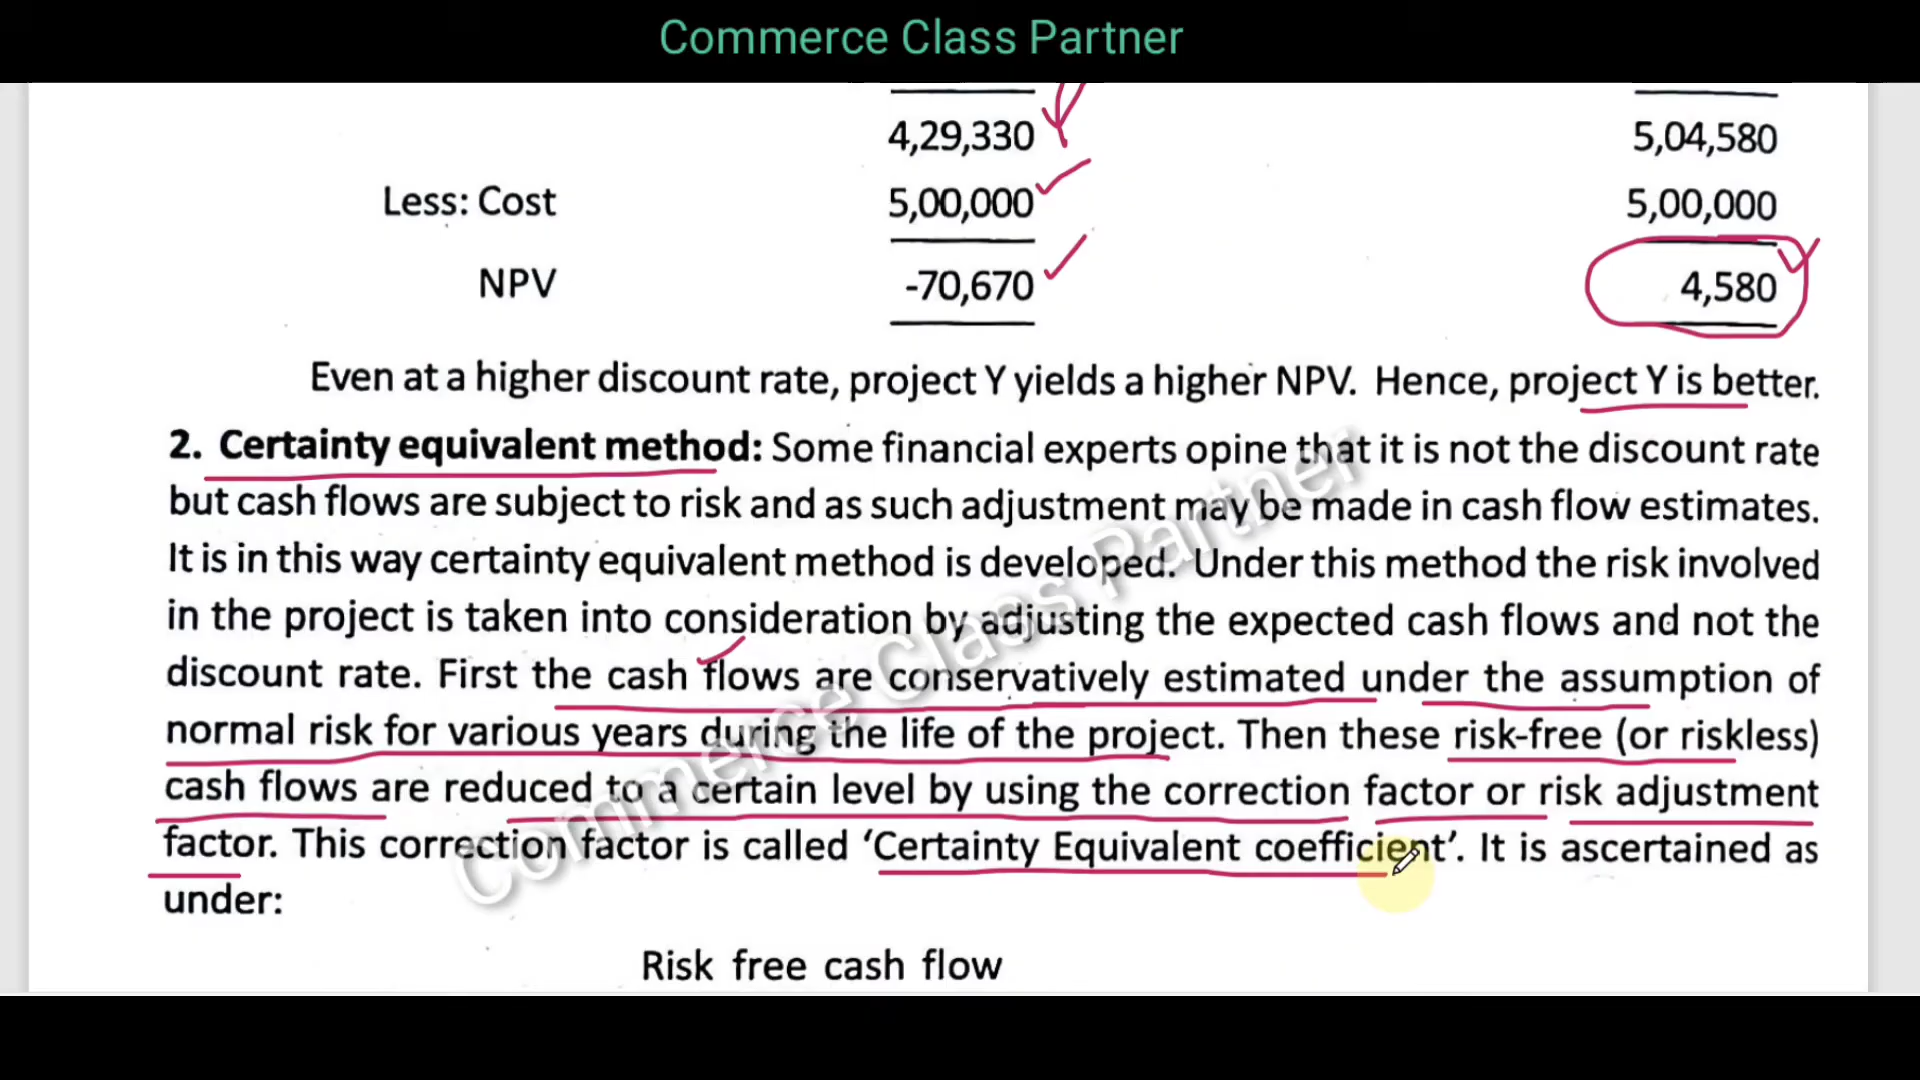 Commerce Class Partner
4,29,330 5,04,580
Less: Cost 5,00,000 5,00,000
NPV -70,670 4,580
Even at a higher discount rate, project Y yields a higher NPV. Hence, project Y is better.
2. Certainty equivalent method: Some financial experts opine that it is not the discount rate
but cash flows are subject to risk and as such adjustment may be made in cash flow estimates.
It is in this way certainty equivalent method is developed. Under this method the risk involved
in the project is taken into consideration by adjusting the expected cash flows and not the
discount rate. First the cash flows are conservatively estimated under the assumption of
normal risk for various years during the life of the project. Then these risk-free (or riskless)
cash flows are reduced to a certain level by using the correction factor or risk adjustment
factor. This correction factor is called ‘Certainty Equivalent coefficient’. It is ascertained as
under:
Risk free cash flow
Commerce Class Partner